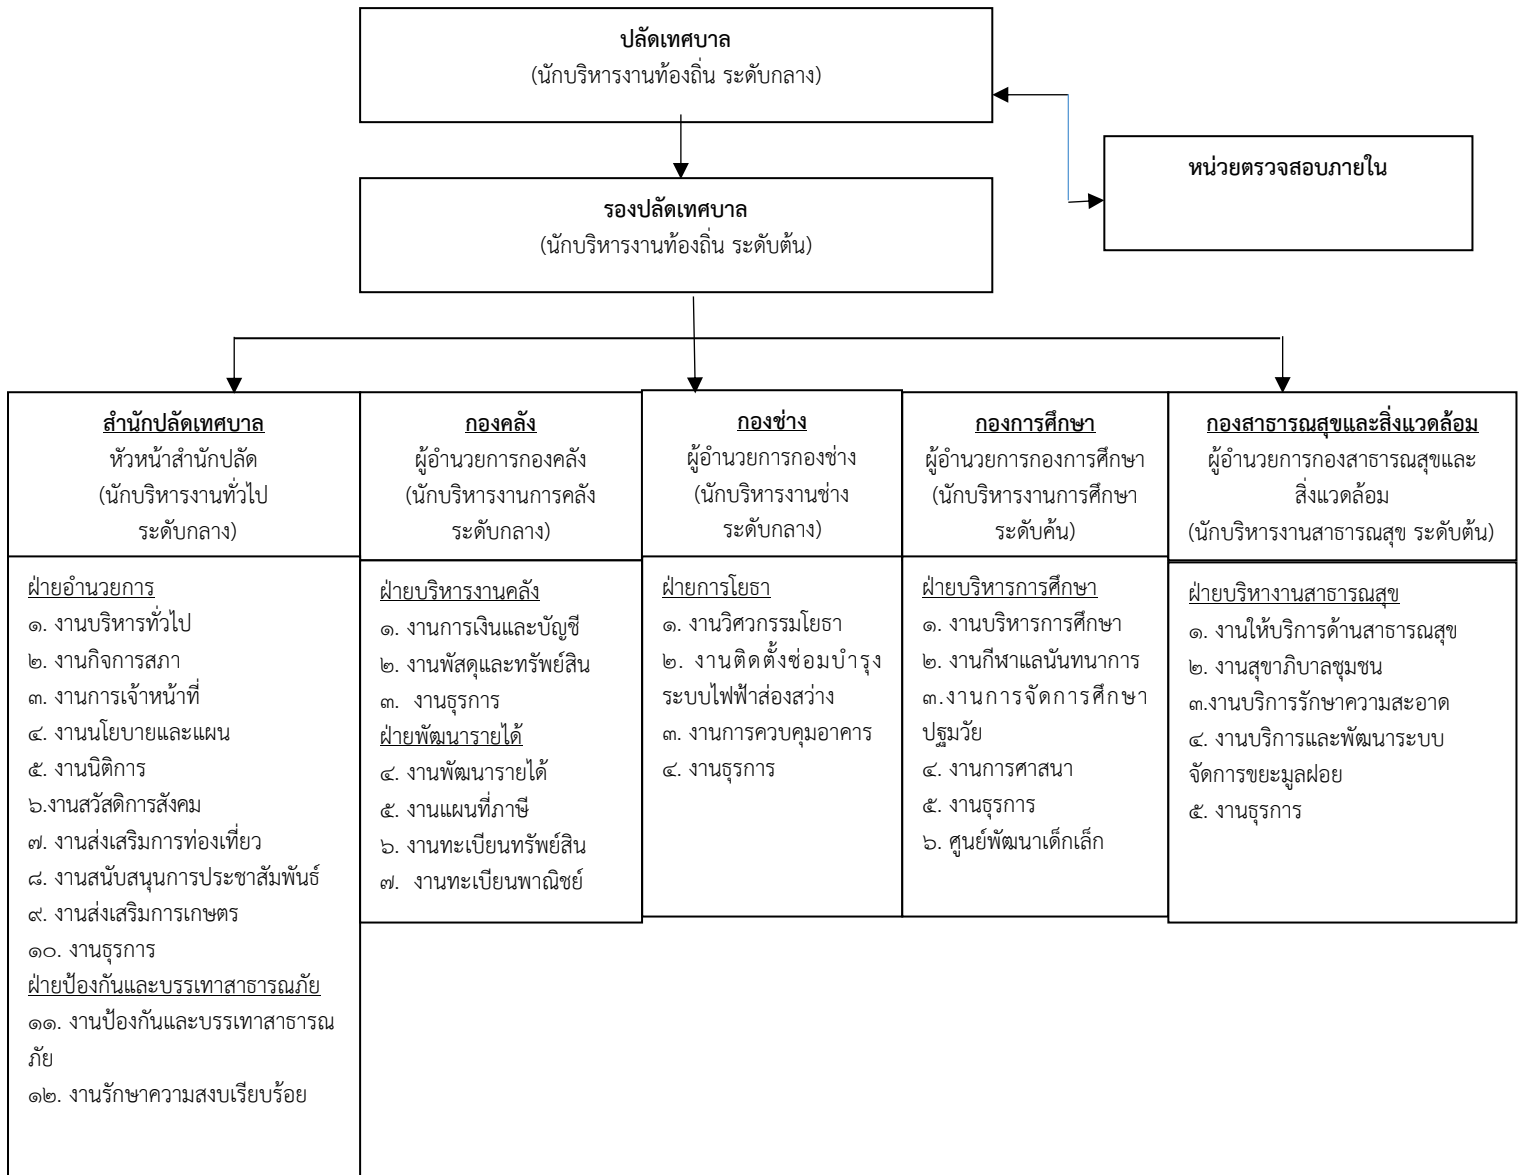 ปลัดเทศบาล
(นักบริหารงานท้องถิ่น ระดับกลาง)
หน่วยตรวจสอบภายใน
รองปลัดเทศบาล
(นักบริหารงานท้องถิ่น ระดับต้น)
สำนักปลัดเทศบาล
หัวหน้าสำนักปลัด
(นักบริหารงานทั่วไป
ระดับกลาง)
ฝ่ายอำนวยการ
๑. งานบริหารทั่วไป
๒. งานกิจการสภา
๓. งานการเจ้าหน้าที่
๔. งานนโยบายและแผน
๕. งานนิติการ
๖.งานสวัสดิการสังคม
๗. งานส่งเสริมการท่องเที่ยว
๘. งานสนับสนุนการประชาสัมพันธ์
๙. งานส่งเสริมการเกษตร
๑๐. งานธุรการ
ฝ่ายป้องกันและบรรเทาสาธารณภัย
๑๑. งานป้องกันและบรรเทาสาธารณ
ภัย
๑๒. งานรักษาความสงบเรียบร้อย
กองคลัง
ผู้อำนวยการกองคลัง
(นักบริหารงานการคลัง
ระดับกลาง)
ฝ่ายบริหารงานคลัง
๑. งานการเงินและบัญชี
๒. งานพัสดุและทรัพย์สิน
๓. งานธุรการ
ฝ่ายพัฒนารายได้
๔. งานพัฒนารายได้
๕. งานแผนที่ภาษี
๖. งานทะเบียนทรัพย์สิน
๗. งานทะเบียนพาณิชย์
กองช่าง
ผู้อำนวยการกองช่าง
(นักบริหารงานช่าง
ระดับกลาง)
ฝ่ายการโยธา
๑. งานวิศวกรรมโยธา
๒. งานติดตั้งซ่อมบำรุง
ระบบไฟฟ้าส่องสว่าง
๓. งานการควบคุมอาคาร
๔. งานธุรการ
กองการศึกษา
ผู้อำนวยการกองการศึกษา
(นักบริหารงานการศึกษา
ระดับค้น)
ฝ่ายบริหารการศึกษา
๑. งานบริหารการศึกษา
๒. งานกีฬาแลนันทนาการ
๓.งานการจัดการศึกษา
ปฐมวัย
๔. งานการศาสนา
๕. งานธุรการ
๖. ศูนย์พัฒนาเด็กเล็ก
กองสาธารณสุขและสิ่งแวดล้อม
ผู้อำนวยการกองสาธารณสุขและ
สิ่งแวดล้อม
(นักบริหารงานสาธารณสุข ระดับต้น)
ฝ่ายบริหางานสาธารณสุข
๑. งานให้บริการด้านสาธารณสุข
๒. งานสุขาภิบาลชุมชน
๓.งานบริการรักษาความสะอาด
๔. งานบริการและพัฒนาระบบ
จัดการขยะมูลฝอย
๕. งานธุรการ